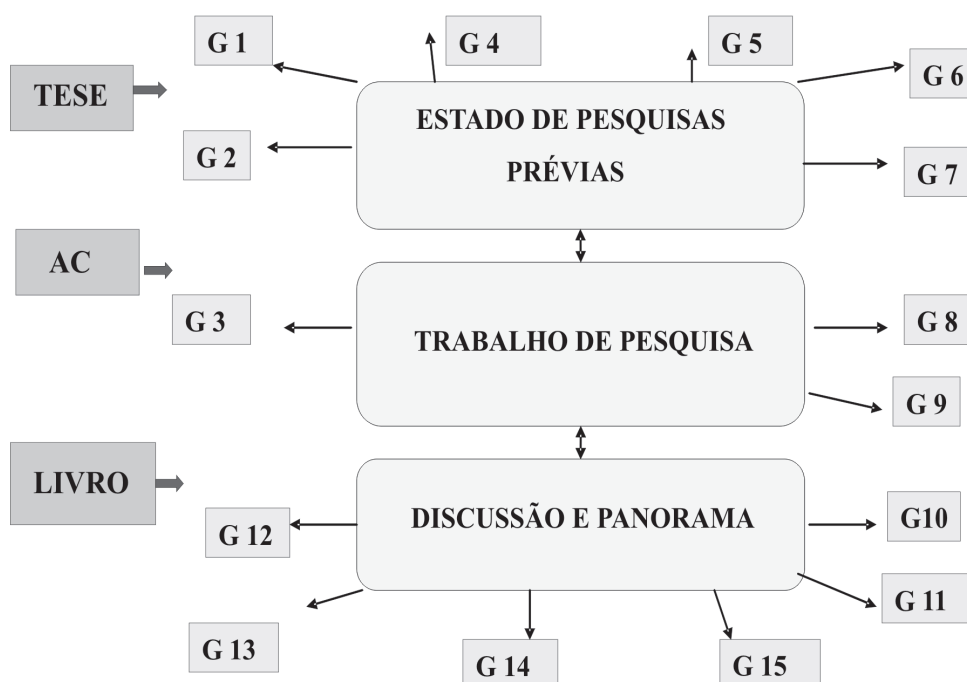 G 1
G 4
G 5
G 6
TESE
ESTADO DE PESQUISAS
PRÉVIAS
G 2
G 7
AC
G 3
TRABALHO DE PESQUISA
G 8
G 9
LIVRO
G 12
DISCUSSÃO E PANORAMA
G10
G 11
G 13
G 14
G 15